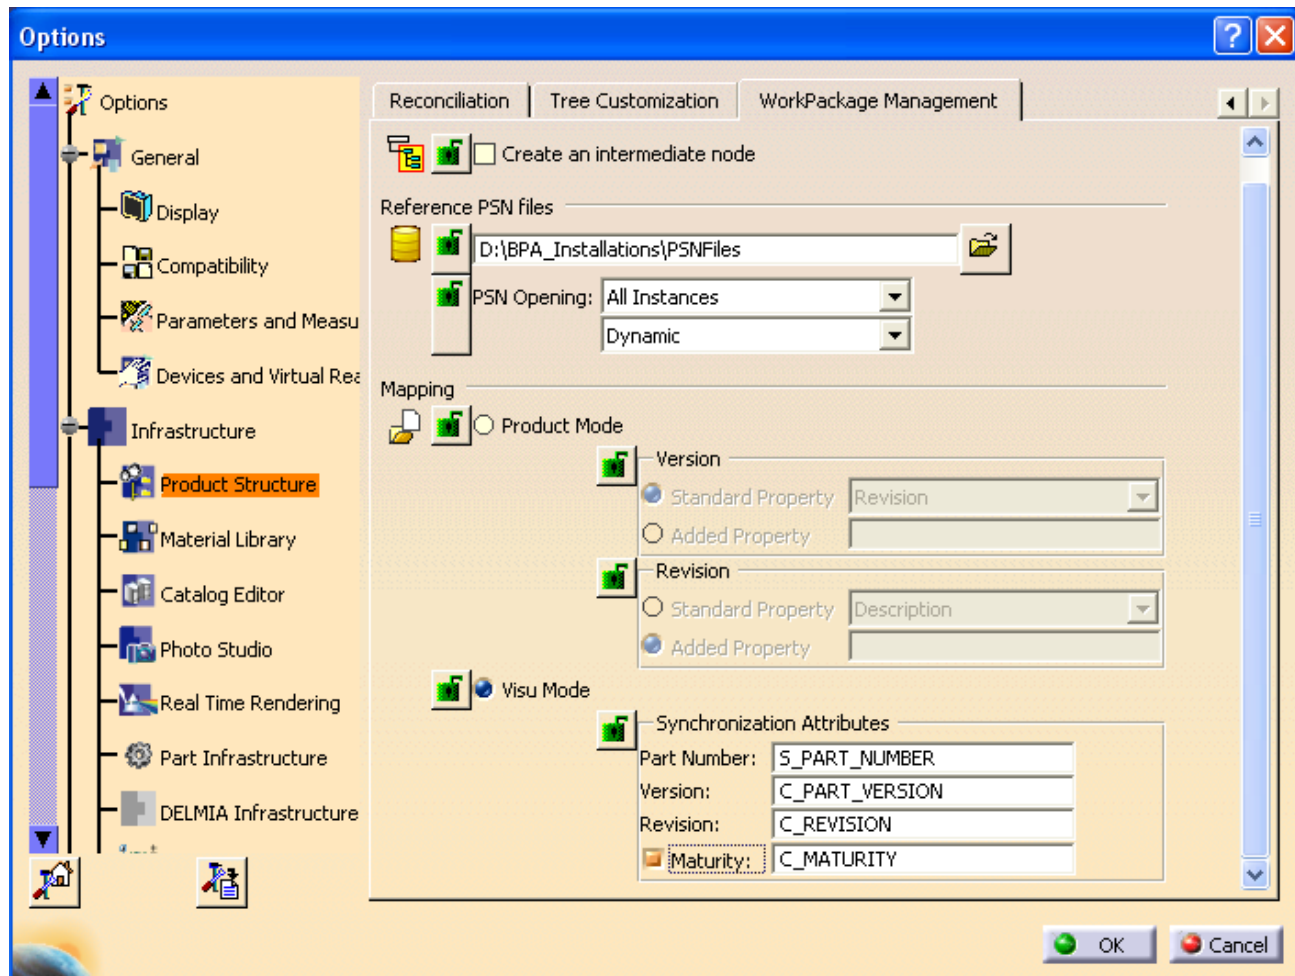 Options
Options
General
Display
Compatibility
Parameters and Measu
Devices and Virtual Rea
Infrastructure
Product Structure
Material Library
Catalog Editor
Photo Studio
Real Time Rendering
Part Infrastructure
DELMIA Infrastructure
Reconciliation Tree Customization WorkPackage Management
Create an intermediate node
Reference PSN files
D:\BPA_Installations\PSNFiles
PSN Opening: All Instances
Dynamic
Mapping
Product Mode
Version
Standard Property Revision
Added Property
Revision
Standard Property Description
Added Property
Visu Mode
Synchronization Attributes
Part Number: S_PART_NUMBER
Version: C_PART_VERSION
Revision: C_REVISION
Maturity: C_MATURITY
OK Cancel